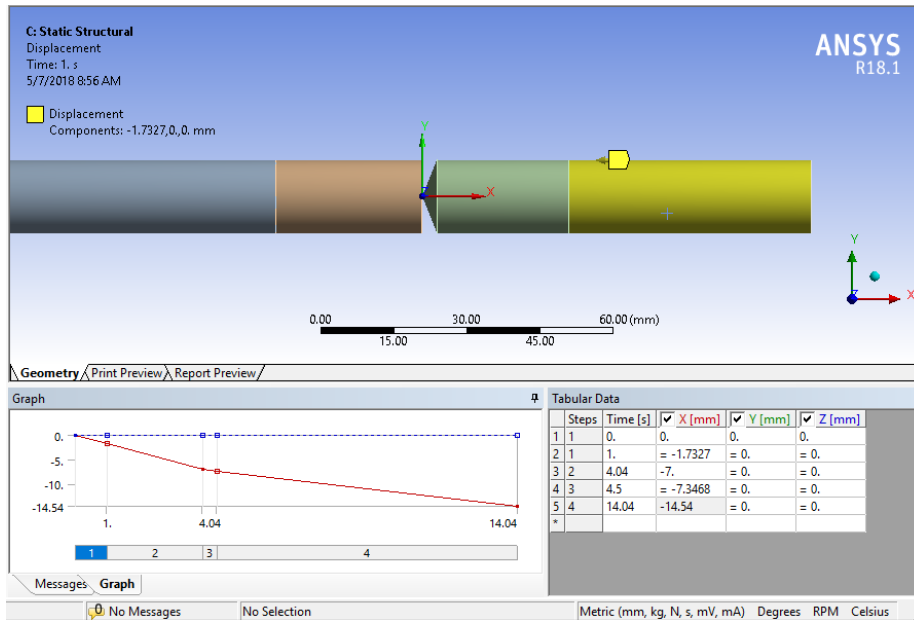 C: Static Structural
Displacement
Time: 1. s
5/7/2018 8:56 AM
Displacement
Components: -1.7327,0.,0. mm
ANSYS
R18.1
Y
X
Y
X
Z
0.00 30.00 60.00 (mm)
15.00 45.00
Geometry Print Preview Report Preview
Graph
0.
-5.
-10.
-14.54
1. 4.04 14.04
1 2 3 4
Messages Graph
Tabular Data
Steps Time [s] X [mm] Y [mm] Z [mm]
1 1 0. 0. 0. 0.
2 1 1. = -1.7327 = 0. = 0.
3 2 4.04 -7. = 0. = 0.
4 3 4.5 = -7.3468 = 0. = 0.
5 4 14.04 -14.54 = 0. = 0.
*
0 No Messages No Selection Metric (mm, kg, N, s, mV, mA) Degrees RPM Celsius